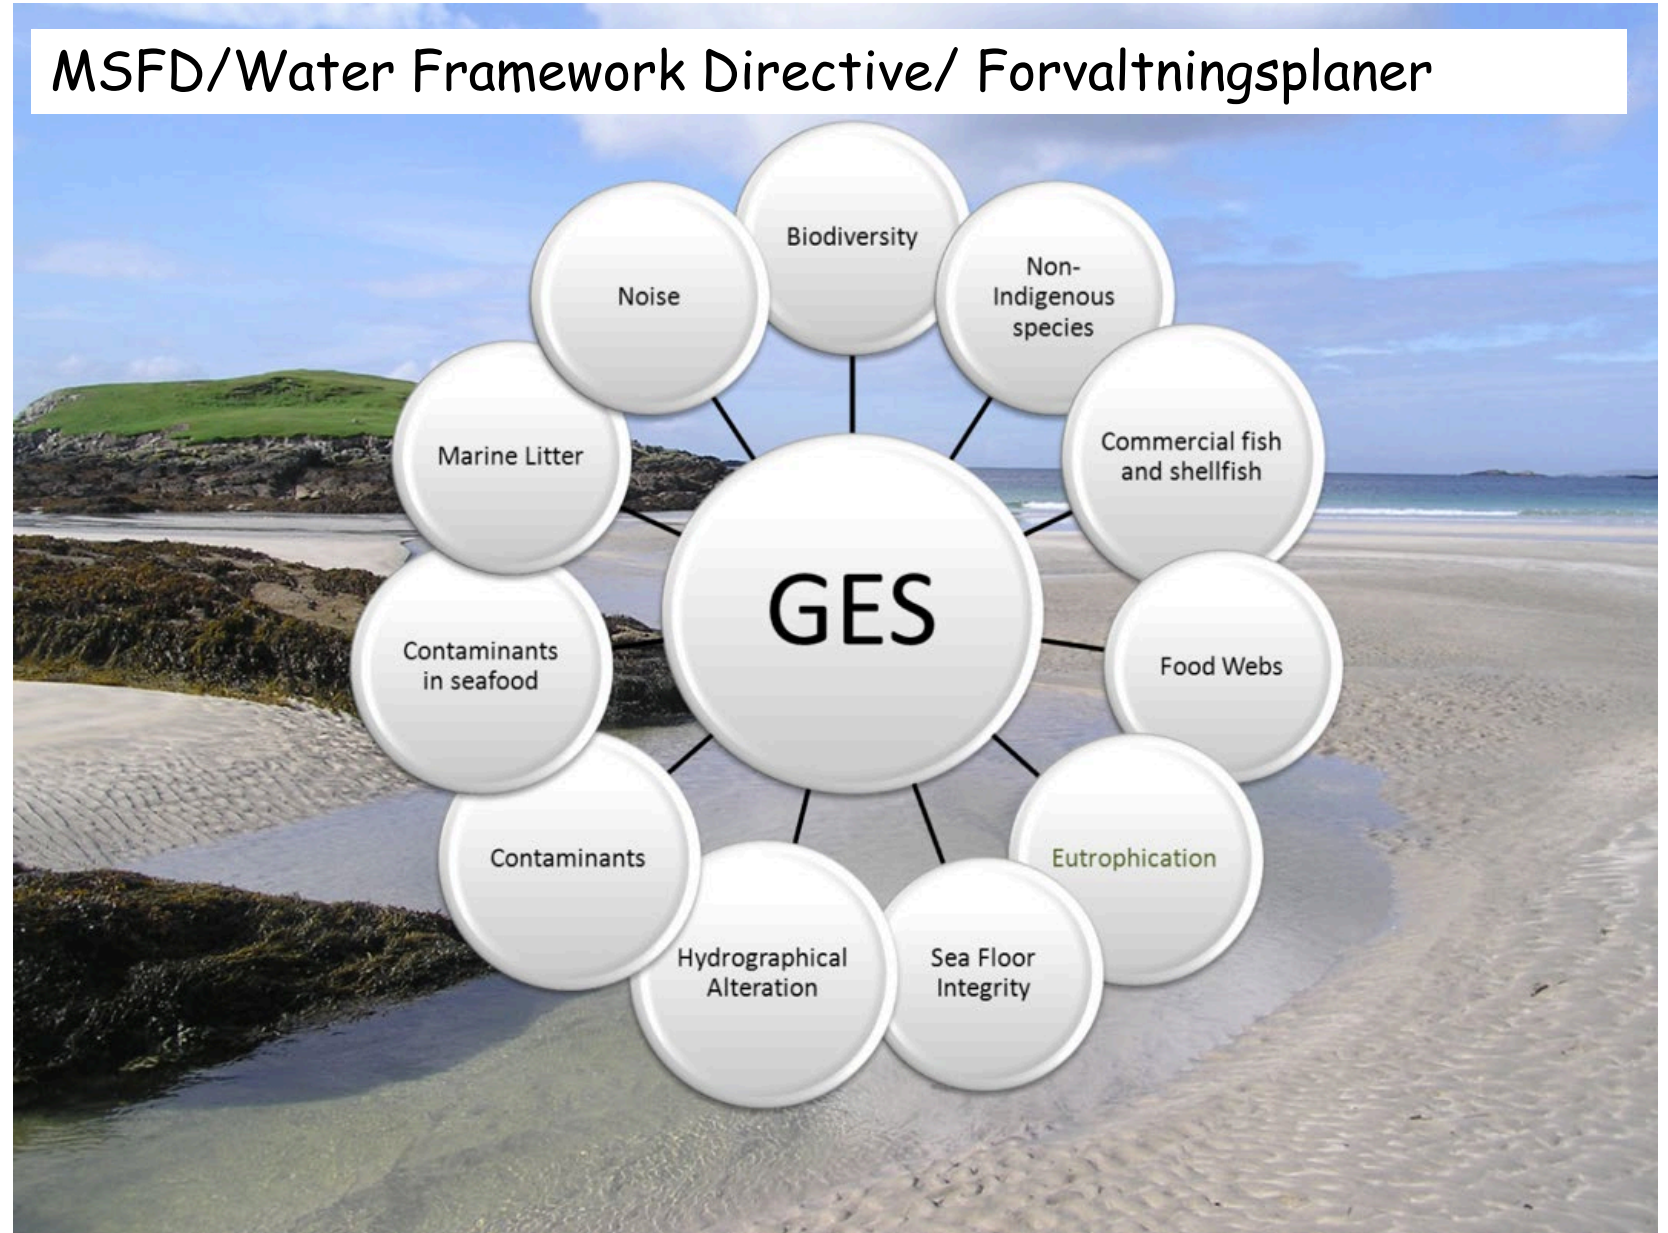 MSFD/Water Framework Directive/ Forvaltningsplaner
Biodiversity
Non-
Indigenous
species
Commercial fish
and shellfish
Food Webs
Eutrophication
Sea Floor
Integrity
Hydrographical
Alteration
Contaminants
Contaminants
in seafood
Marine Litter
Noise
GES